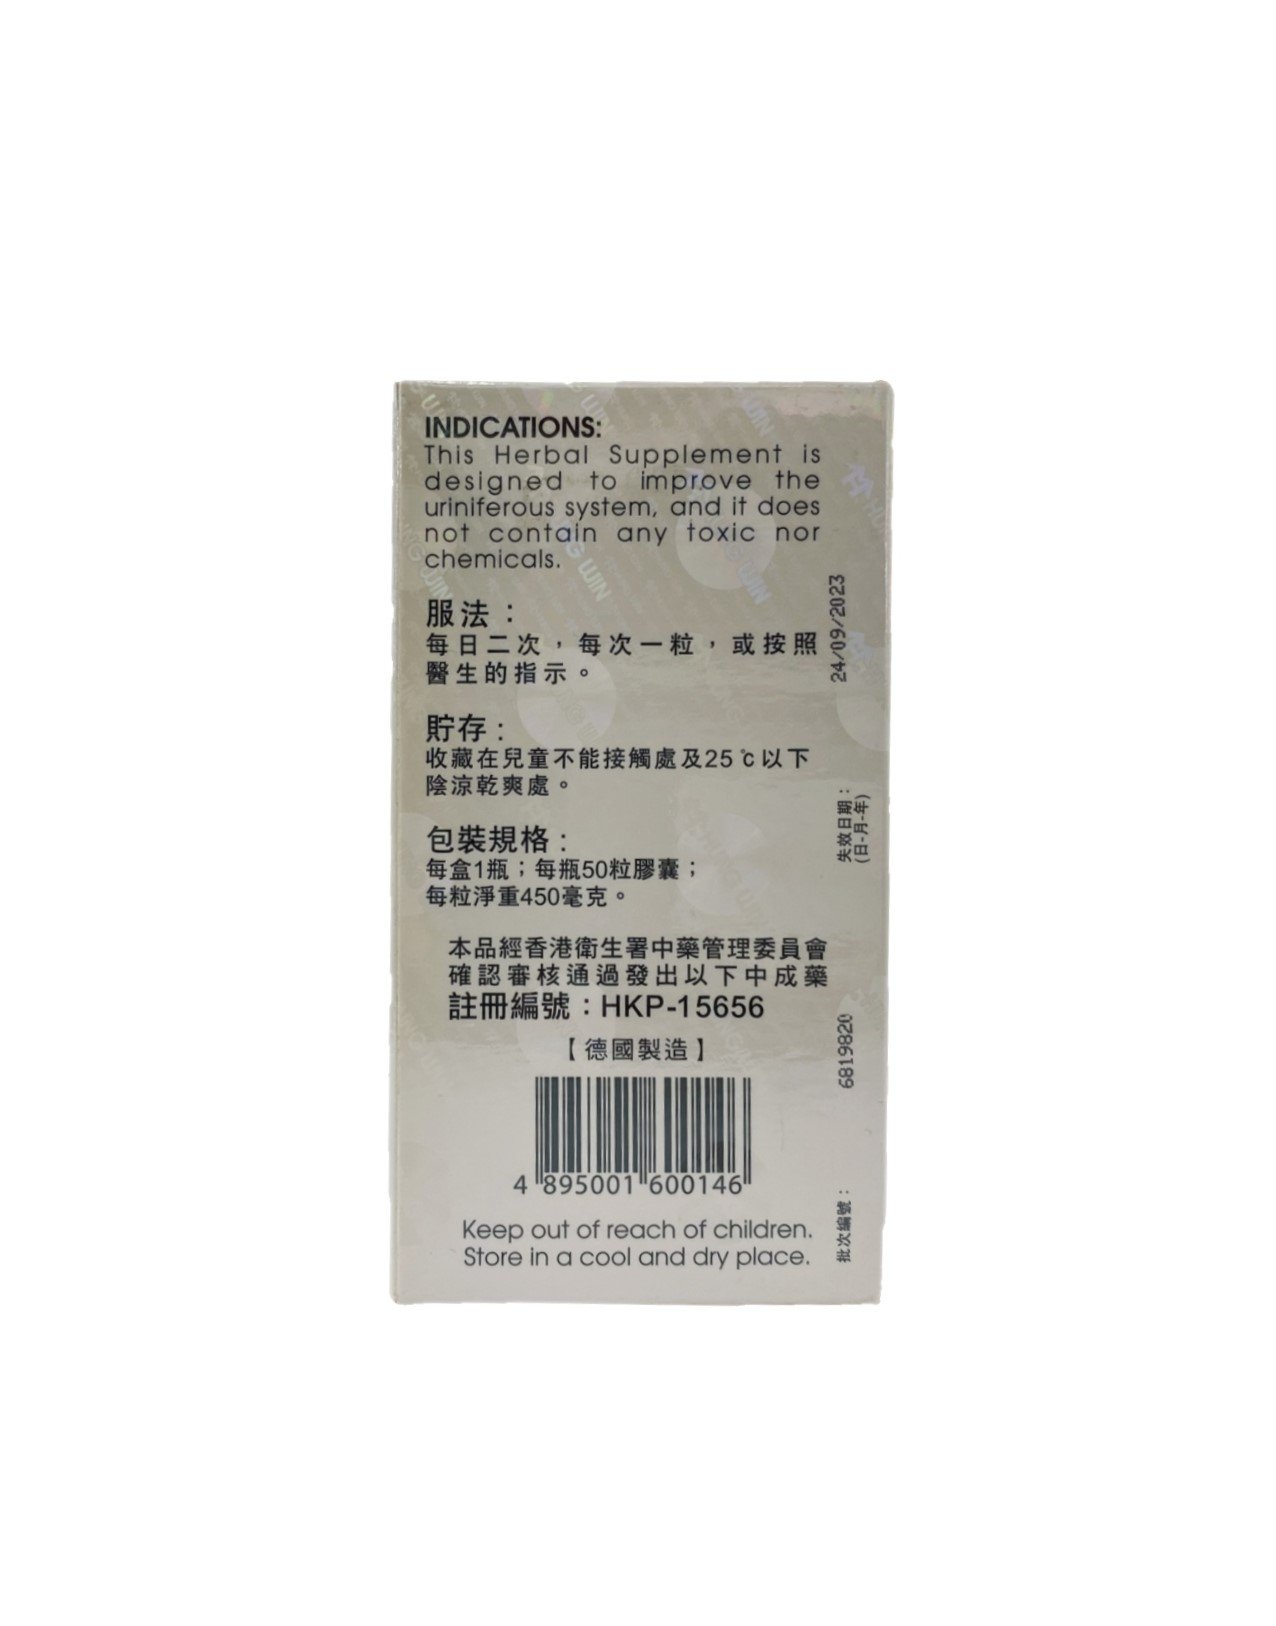 INDICATIONS:
This Herbal Supplement is
designed to improve the
uriniferous system, and it does
not contain any toxic nor
chemicals.
服法：
每日二次，每次一粒，或按照
醫生的指示。
貯存：
收藏在兒童不能接觸處及25℃以下
陰涼乾爽處。
包裝規格：
每盒1瓶；每瓶50粒膠囊；
每粒淨重450毫克。
本品經香港衛生署中藥管理委員會
確認審核通過發出以下中成藥
註冊編號：HKP-15656
【德國製造】
4 895001 600146
Keep out of reach of children.
Store in a cool and dry place.
24/09/2023
失效日期：
(日-月-年)
6819820
批次編號：
HUNG WIN